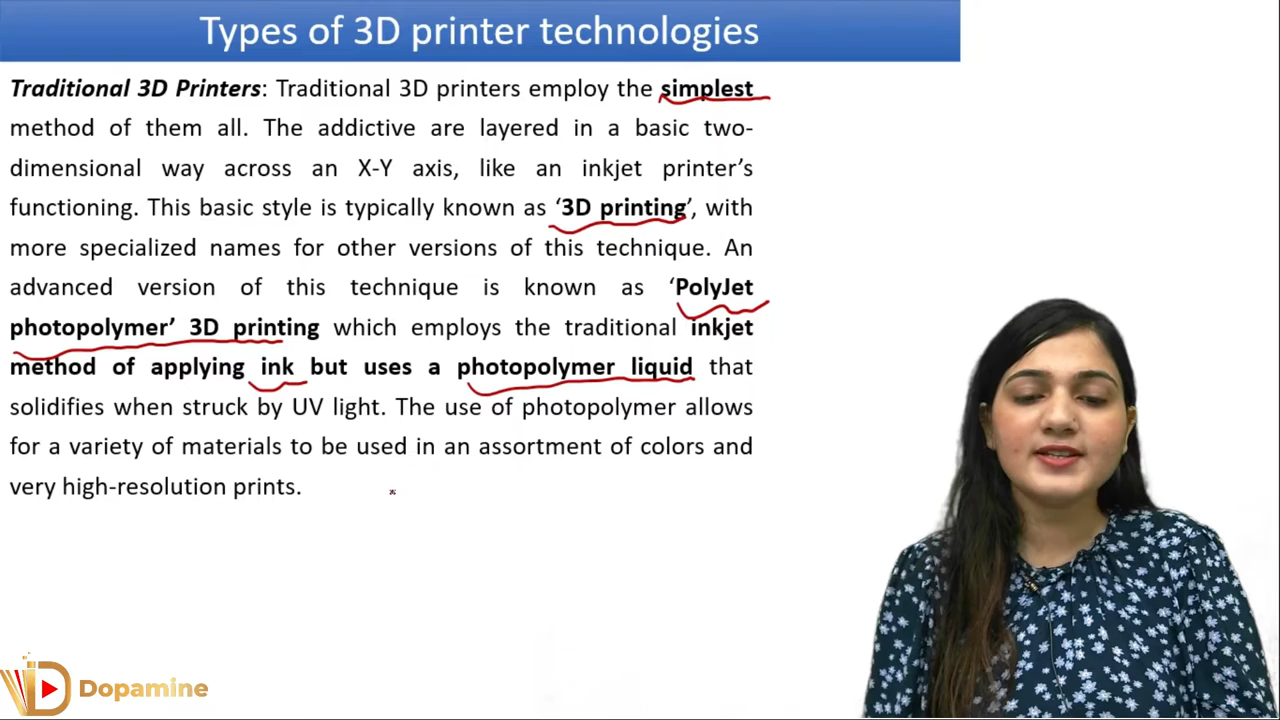 Types of 3D printer technologies
Traditional 3D Printers: Traditional 3D printers employ the simplest
method of them all. The addictive are layered in a basic two-
dimensional way across an X-Y axis, like an inkjet printer’s
functioning. This basic style is typically known as ‘3D printing’, with
more specialized names for other versions of this technique. An
advanced version of this technique is known as ‘PolyJet
photopolymer’ 3D printing which employs the traditional inkjet
method of applying ink but uses a photopolymer liquid that
solidifies when struck by UV light. The use of photopolymer allows
for a variety of materials to be used in an assortment of colors and
very high-resolution prints.
Dopamine